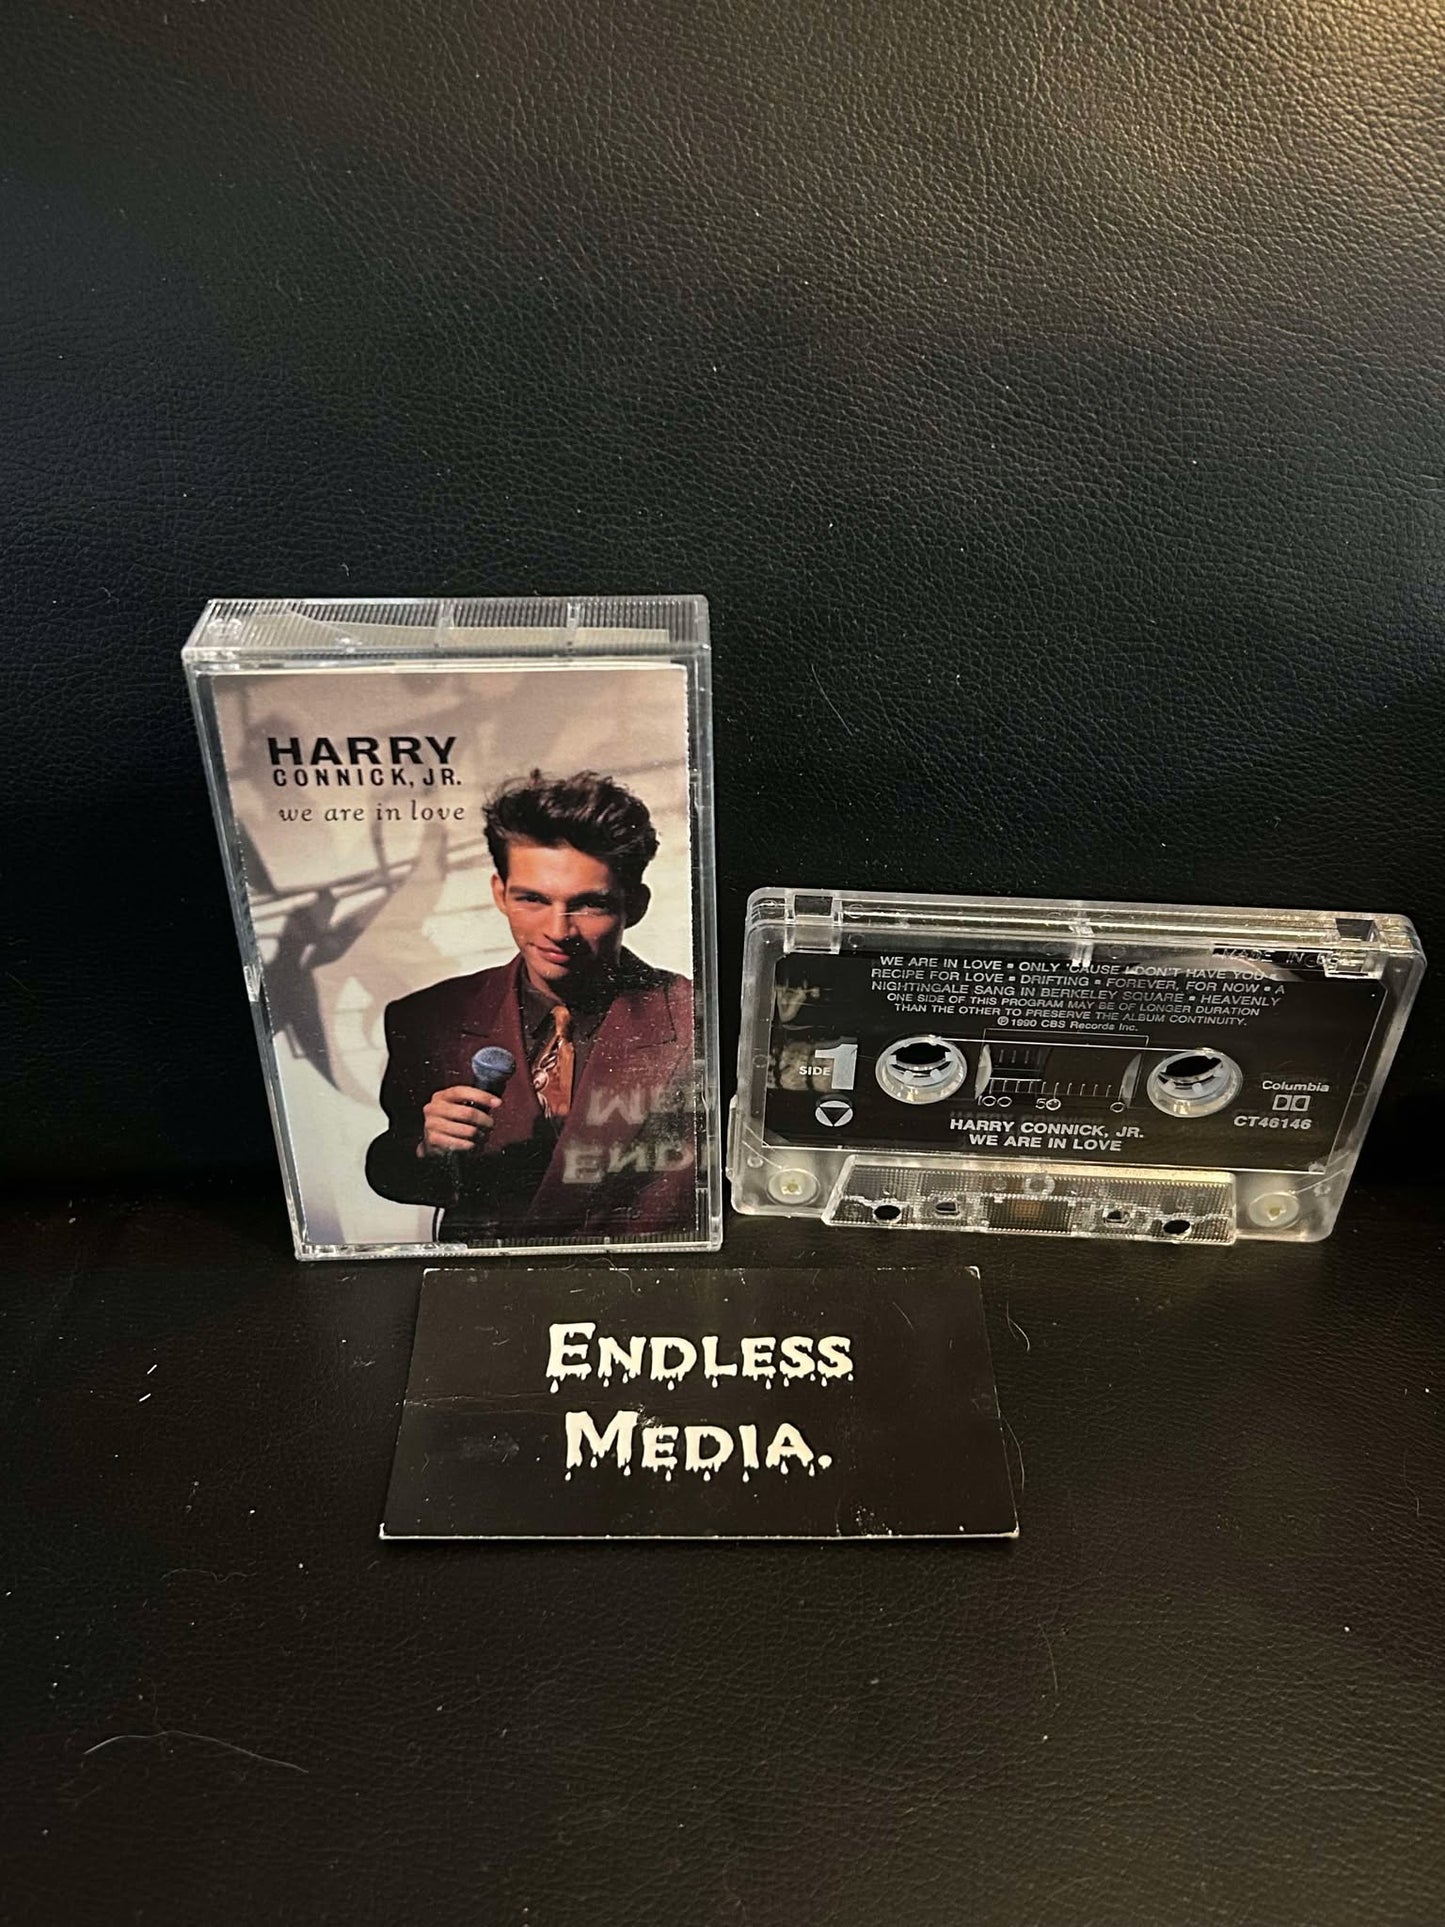 HARRY
CONNICK, JR.
we are in love
MADE IN
WE ARE IN LOVE ▪ ONLY 'CAUSE I DON'T HAVE YOU ▪
RECIPE FOR LOVE ▪ DRIFTING ▪ FOREVER, FOR NOW ▪ A
NIGHTINGALE SANG IN BERKELEY SQUARE ▪ HEAVENLY
ONE SIDE OF THIS PROGRAM MAY BE OF LONGER DURATION
THAN THE OTHER TO PRESERVE THE ALBUM CONTINUITY.
℗ 1990 CBS Records Inc.
SIDE 1
100 50 0
Columbia
CT46146
HARRY CONNICK, JR.
WE ARE IN LOVE
ENDLESS
MEDIA.